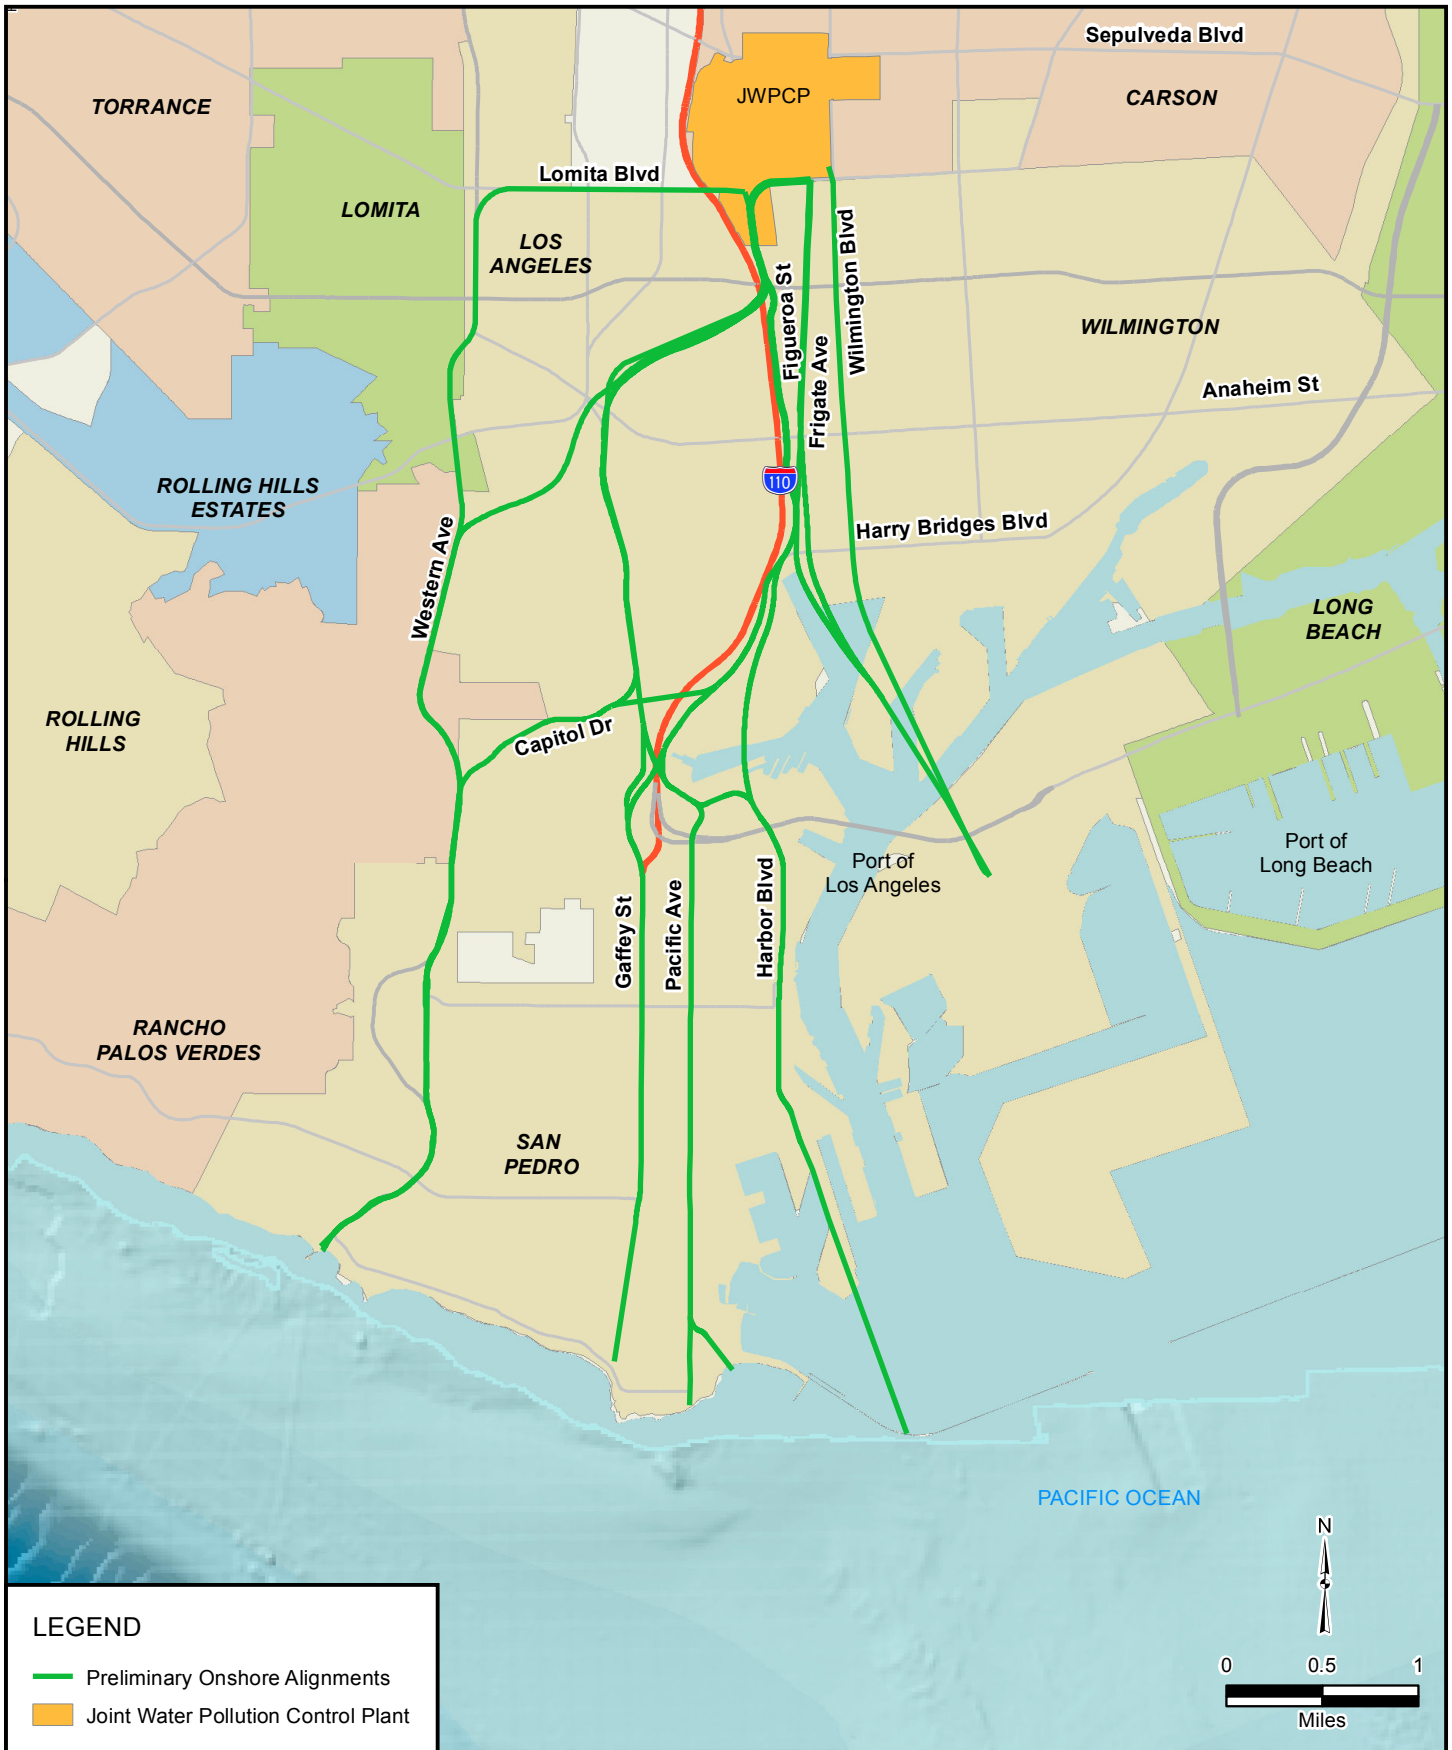 Sepulveda Blvd
JWPCP
TORRANCE
CARSON
Lomita Blvd
LOMITA
LOS
ANGELES
Wilmington Blvd
Figueroa St
Frigate Ave
WILMINGTON
Anaheim St
ROLLING HILLS
ESTATES
110
Harry Bridges Blvd
Western Ave
LONG
BEACH
ROLLING
HILLS
Capitol Dr
Port of
Long Beach
Port of
Los Angeles
Gaffey St
Pacific Ave
Harbor Blvd
RANCHO
PALOS VERDES
SAN
PEDRO
PACIFIC OCEAN
N
LEGEND
Preliminary Onshore Alignments
Joint Water Pollution Control Plant
0 0.5 1
Miles